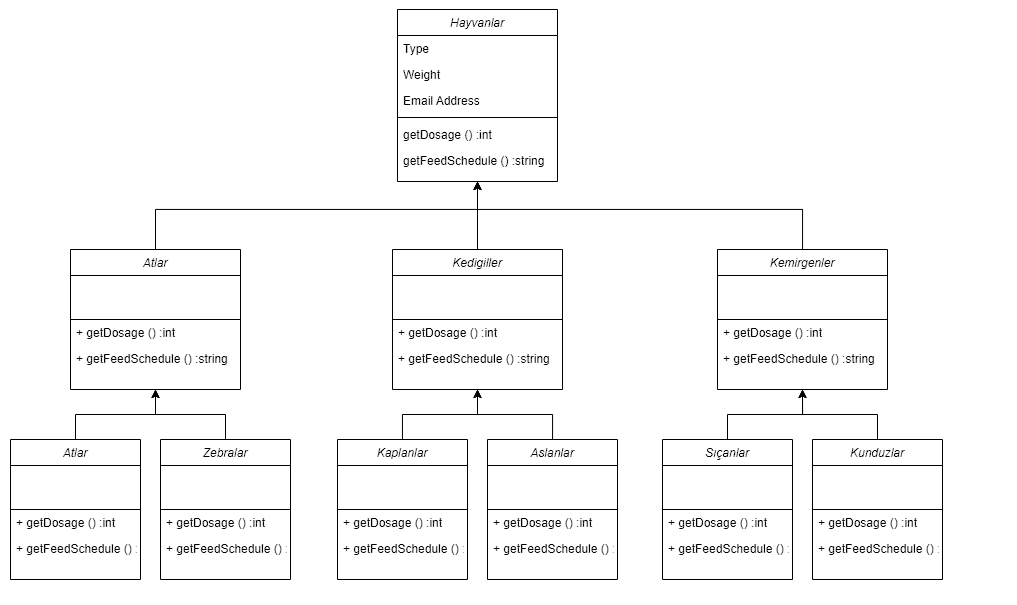 Hayvanlar
Type
Weight
Email Address
getDosage () :int
getFeedSchedule () :string
Atlar
+ getDosage () :int
+ getFeedSchedule () :string
Kedigiller
+ getDosage () :int
+ getFeedSchedule () :string
Kemirgenler
+ getDosage () :int
+ getFeedSchedule () :string
Atlar
+ getDosage () :int
+ getFeedSchedule () :
Zebralar
+ getDosage () :int
+ getFeedSchedule () :
Kaplanlar
+ getDosage () :int
+ getFeedSchedule () :
Aslanlar
+ getDosage () :int
+ getFeedSchedule () :
Sıçanlar
+ getDosage () :int
+ getFeedSchedule () :
Kunduzlar
+ getDosage () :int
+ getFeedSchedule () :